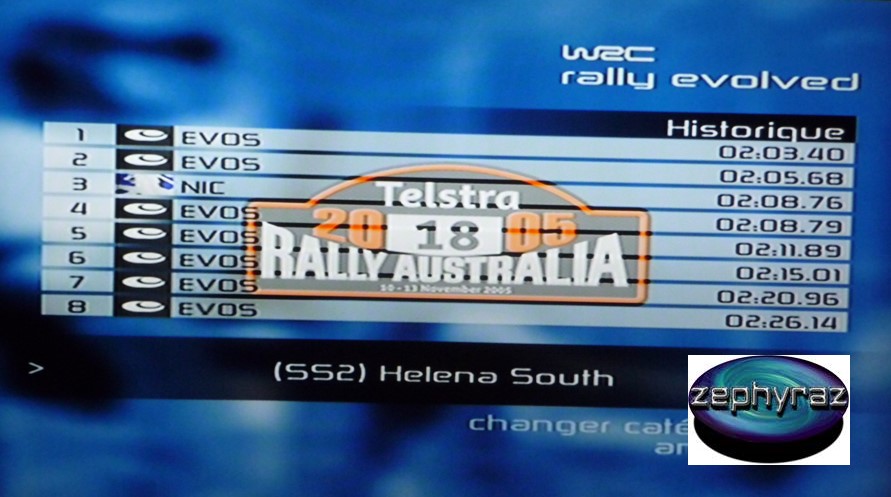 WRC
rally evolved
Historique
1 EVOS 02:03.40
2 EVOS 02:05.68
3 NIC 02:08.76
4 EVOS 02:08.79
5 EVOS 02:11.89
6 EVOS 02:15.01
7 EVOS 02:20.96
8 EVOS 02:26.14
Telstra
20 18 05
RALLY AUSTRALIA
10 - 13 November 2005
> (SS2) Helena South
changer
zephyraz